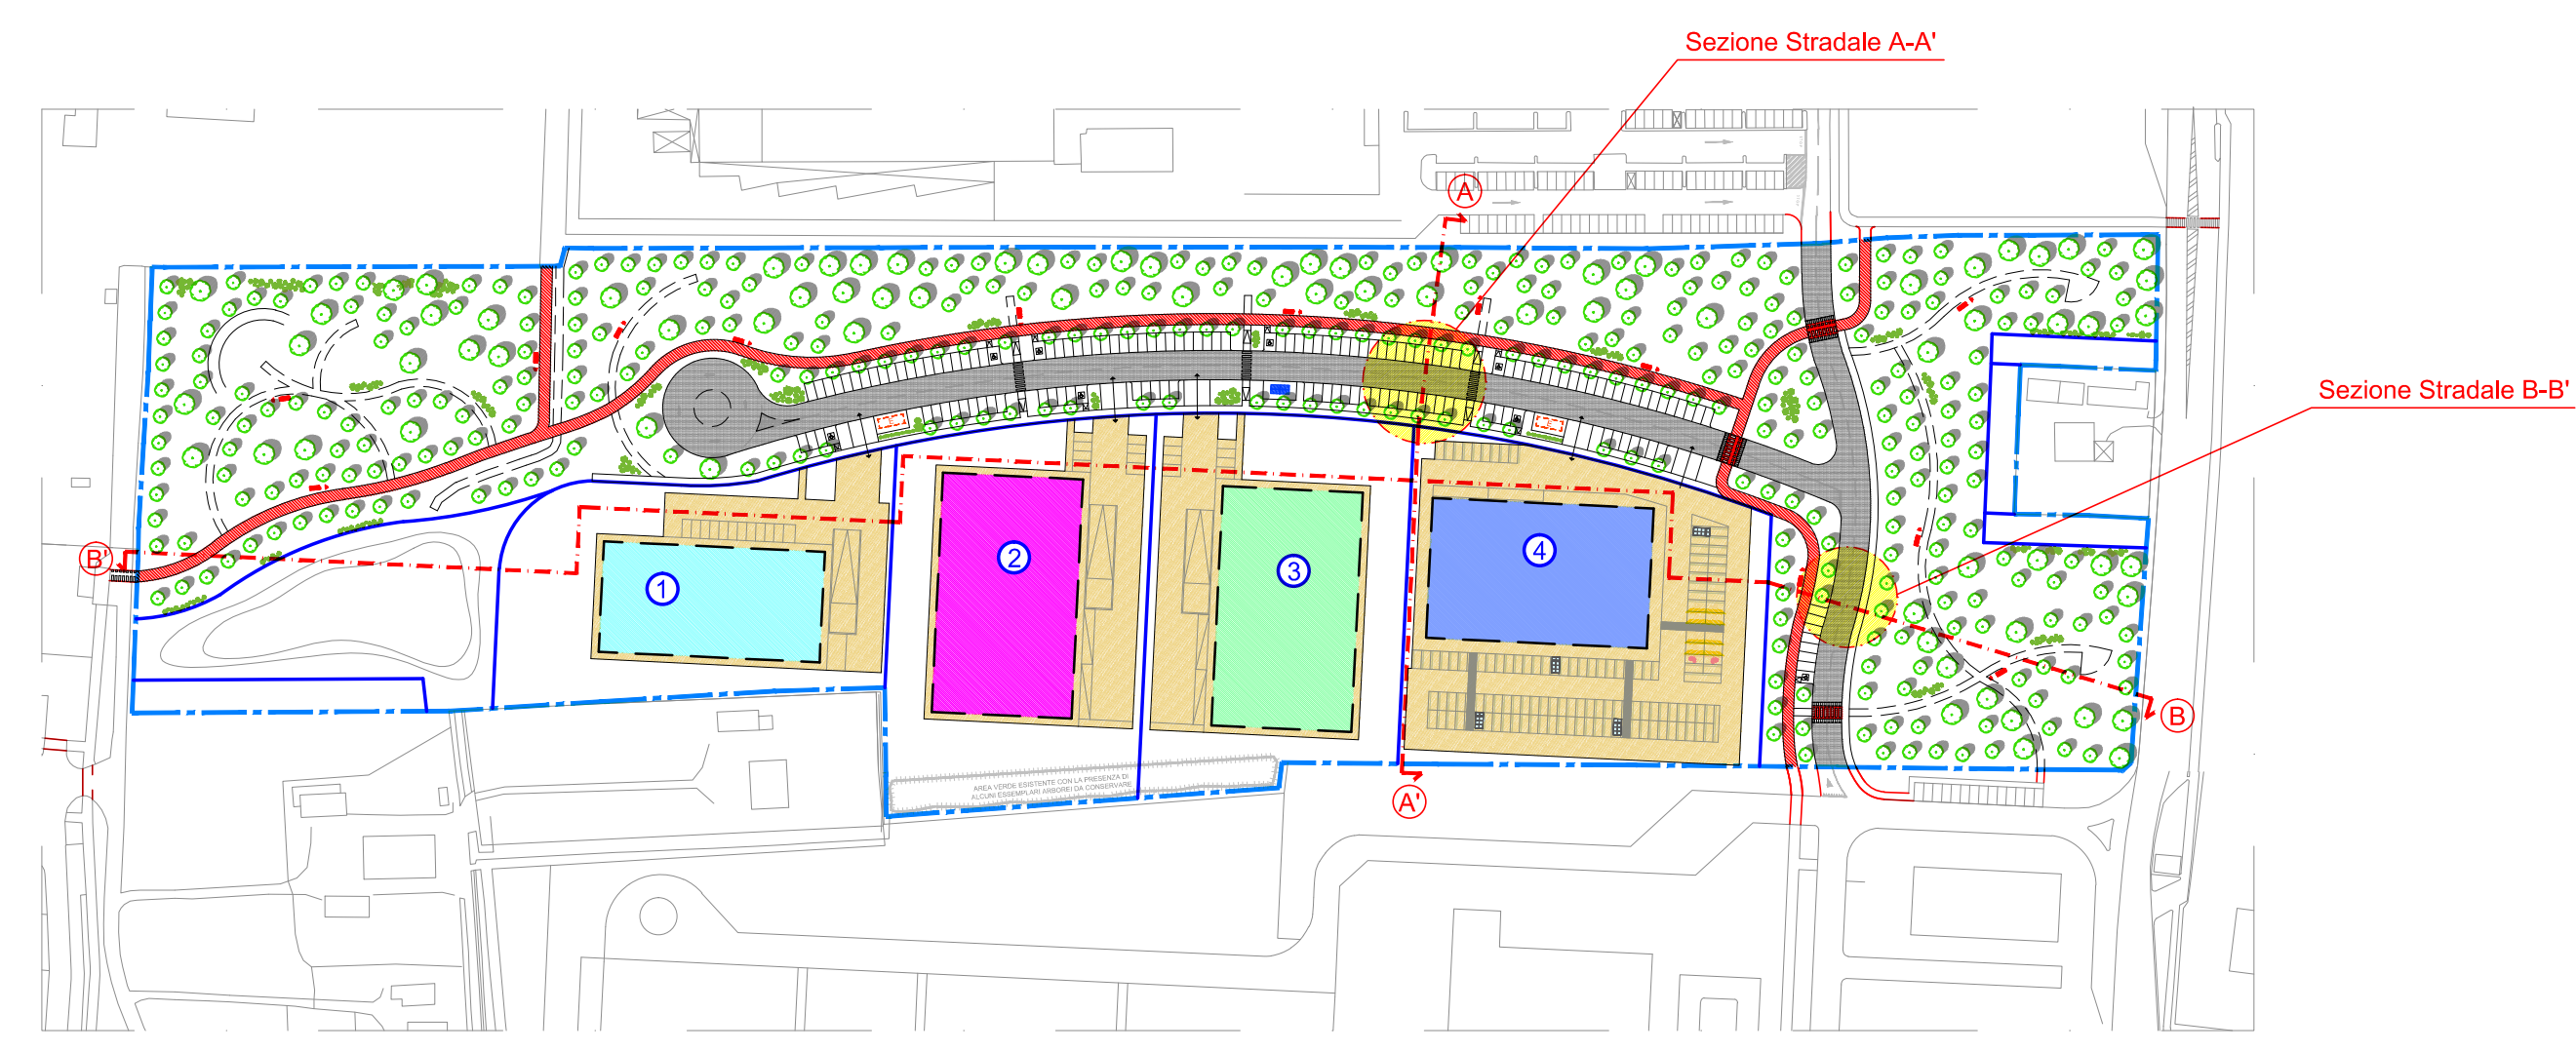 Sezione Stradale A-A'
A
Sezione Stradale B-B'
B'
1
2
3
4
B
A'
AREA VERDE ESISTENTE CON LA PRESENZA DI
ALCUNI ESSEMPLARI ARBOREI DA CONSERVARE